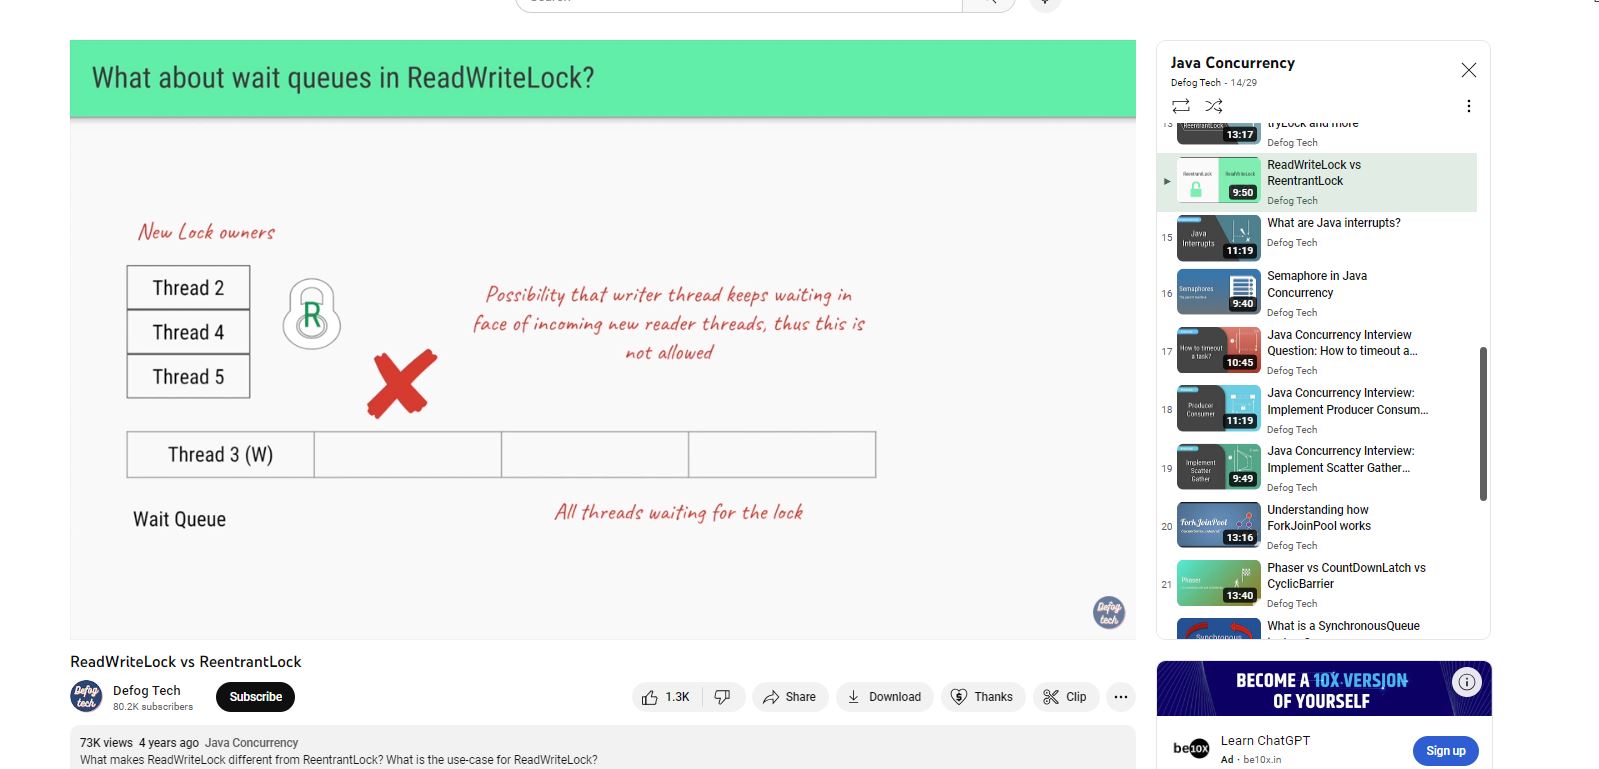 What about wait queues in ReadWriteLock?
New Lock owners
Thread 2
Thread 4
Thread 5
R
Possibility that writer thread keeps waiting in
face of incoming new reader threads, thus this is
not allowed
Thread 3 (W)
Wait Queue
All threads waiting for the lock
Defog
tech
ReadWriteLock vs ReentrantLock
Defog
tech
Defog Tech
80.2K subscribers
Subscribe
1.3K
Share
Download
Thanks
Clip
73K views 4 years ago Java Concurrency
What makes ReadWriteLock different from ReentrantLock? What is the use-case for ReadWriteLock?
Java Concurrency
Defog Tech - 14/29
13
ReentrantLock
13:17
tryLock and more
Defog Tech
ReentrantLock
ReadWriteLock
9:50
ReadWriteLock vs
ReentrantLock
Defog Tech
15
Java
Interrupts
11:19
What are Java interrupts?
Defog Tech
16
Semaphores
9:40
Semaphore in Java
Concurrency
Defog Tech
17
How to timeout
a task?
10:45
Java Concurrency Interview
Question: How to timeout a...
Defog Tech
18
Producer
Consumer
11:19
Java Concurrency Interview:
Implement Producer Consum...
Defog Tech
19
Implement
Scatter
Gather
9:49
Java Concurrency Interview:
Implement Scatter Gather...
Defog Tech
20
ForkJoinPool
13:16
Understanding how
ForkJoinPool works
Defog Tech
21
Phaser
13:40
Phaser vs CountDownLatch vs
CyclicBarrier
Defog Tech
Synchronous
What is a SynchronousQueue
BECOME A 10X VERSION
OF YOURSELF
be10X
Learn ChatGPT
Ad · be10x.in
Sign up